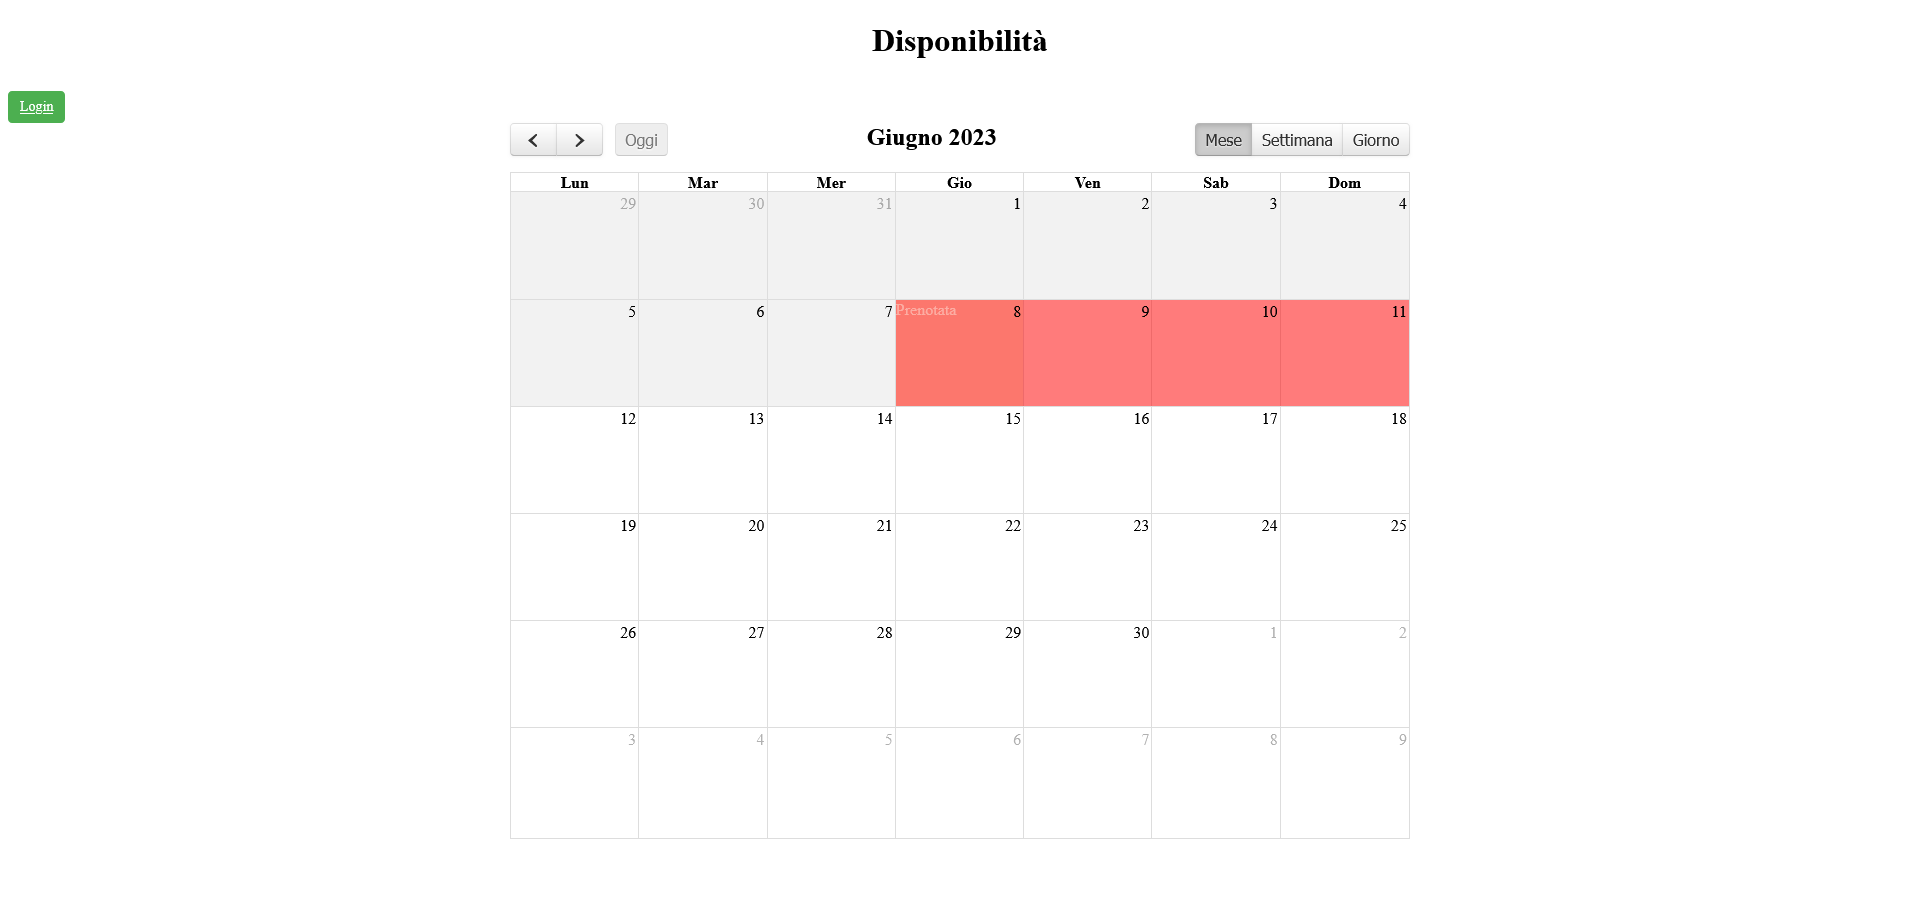 Disponibilità
Login
Oggi
Giugno 2023
Mese Settimana Giorno
Lun Mar Mer Gio Ven Sab Dom
29 30 31 1 2 3 4
5 6 7 Prenotata 8 9 10 11
12 13 14 15 16 17 18
19 20 21 22 23 24 25
26 27 28 29 30 1 2
3 4 5 6 7 8 9